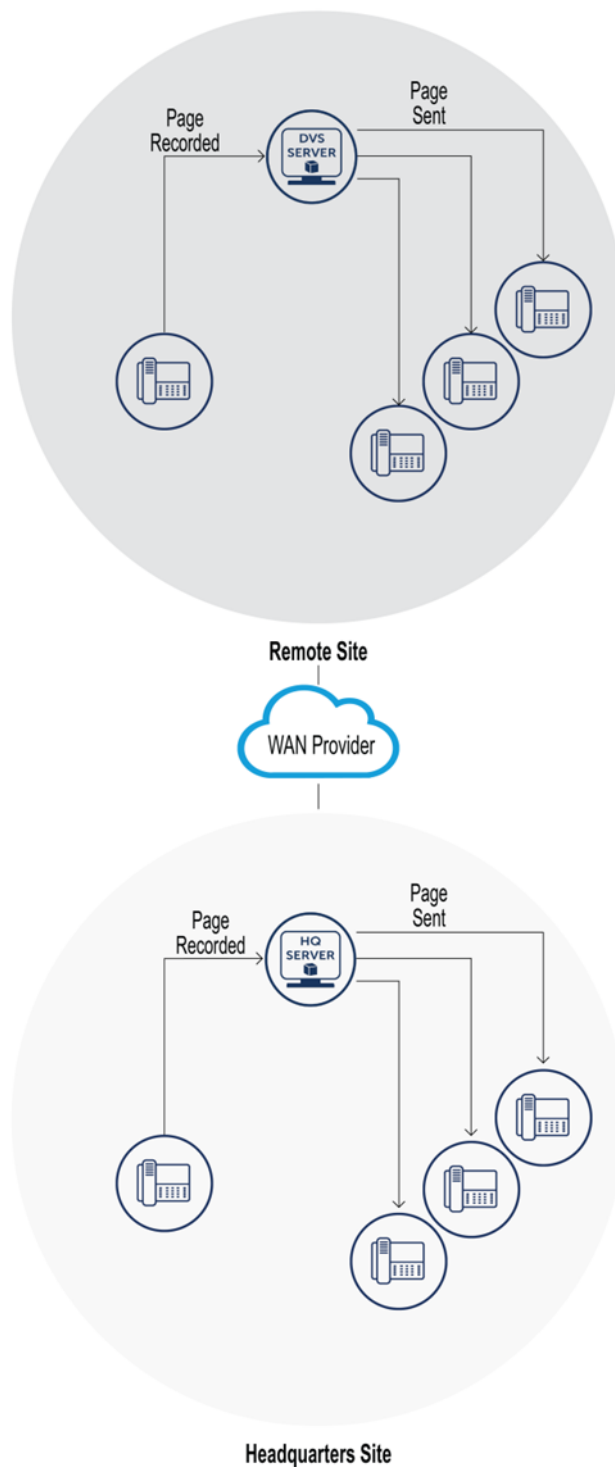 Page
Recorded
DVS
SERVER
Page
Sent
Remote Site
WAN Provider
Page
Recorded
HQ
SERVER
Page
Sent
Headquarters Site